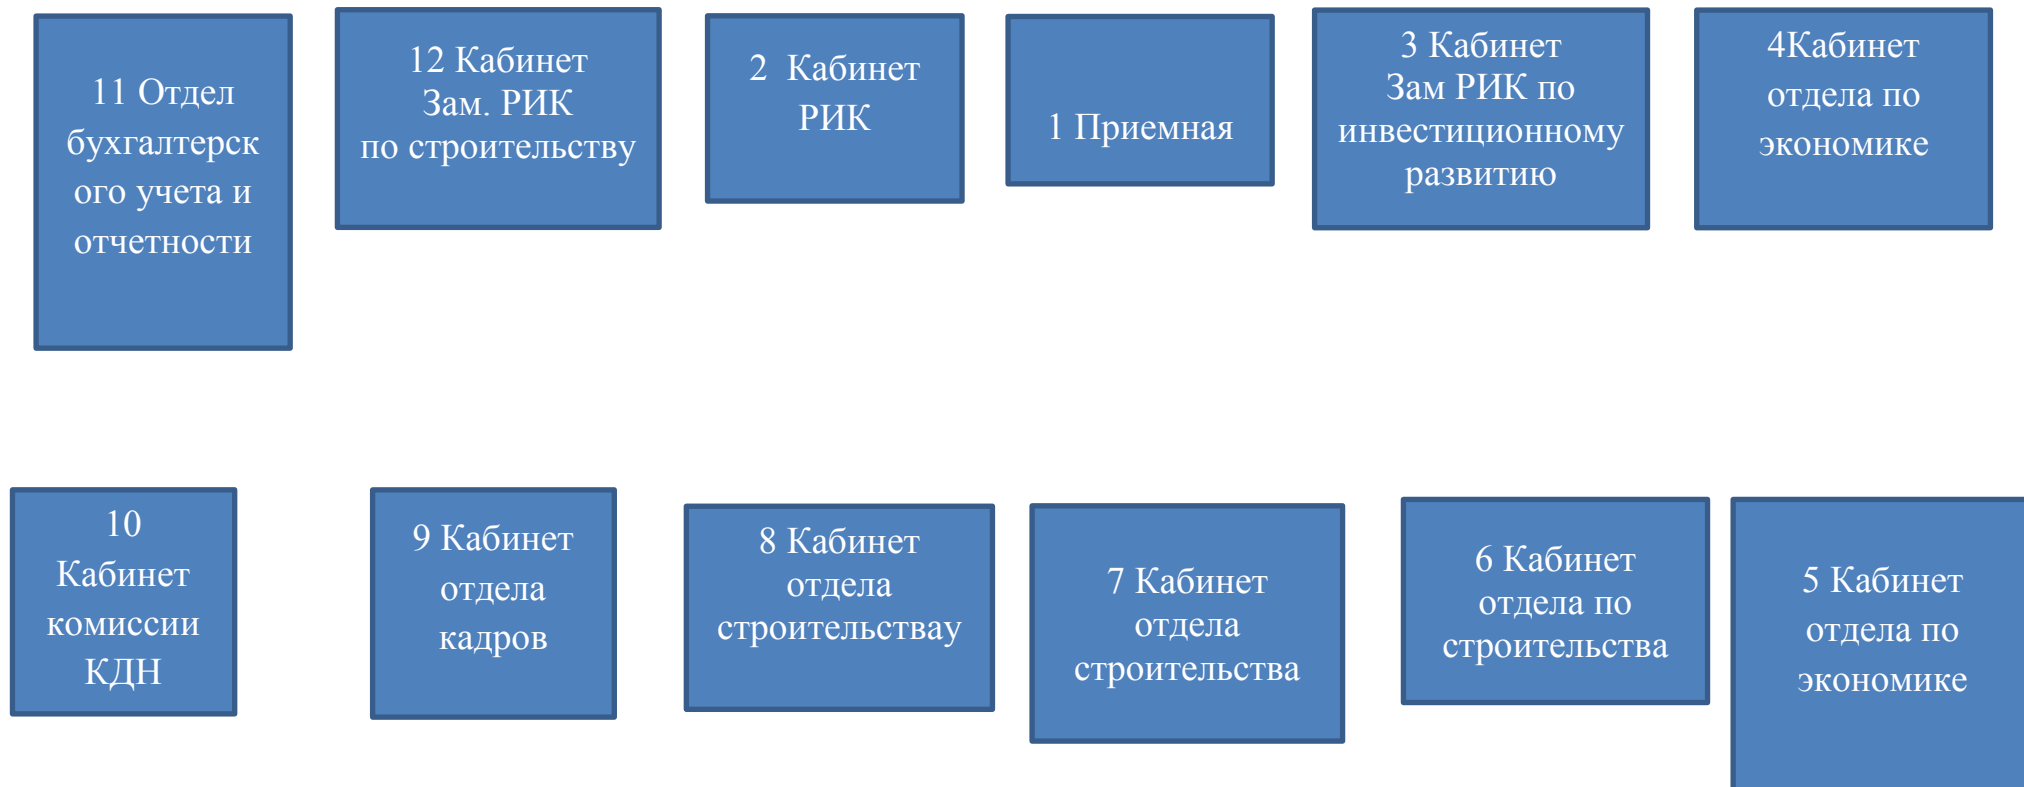 11 Отдел
бухгалтерск
ого учета и
отчетности
12 Кабинет
Зам. РИК
по строительству
2  Кабинет
РИК
1 Приемная
3 Кабинет
Зам РИК по
инвестиционному
развитию
4Кабинет
отдела по
экономике
10
Кабинет
комиссии
КДН
9 Кабинет
отдела
кадров
8 Кабинет
отдела
строительствау
7 Кабинет
отдела
строительства
6 Кабинет
отдела по
строительства
5 Кабинет
отдела по
экономике